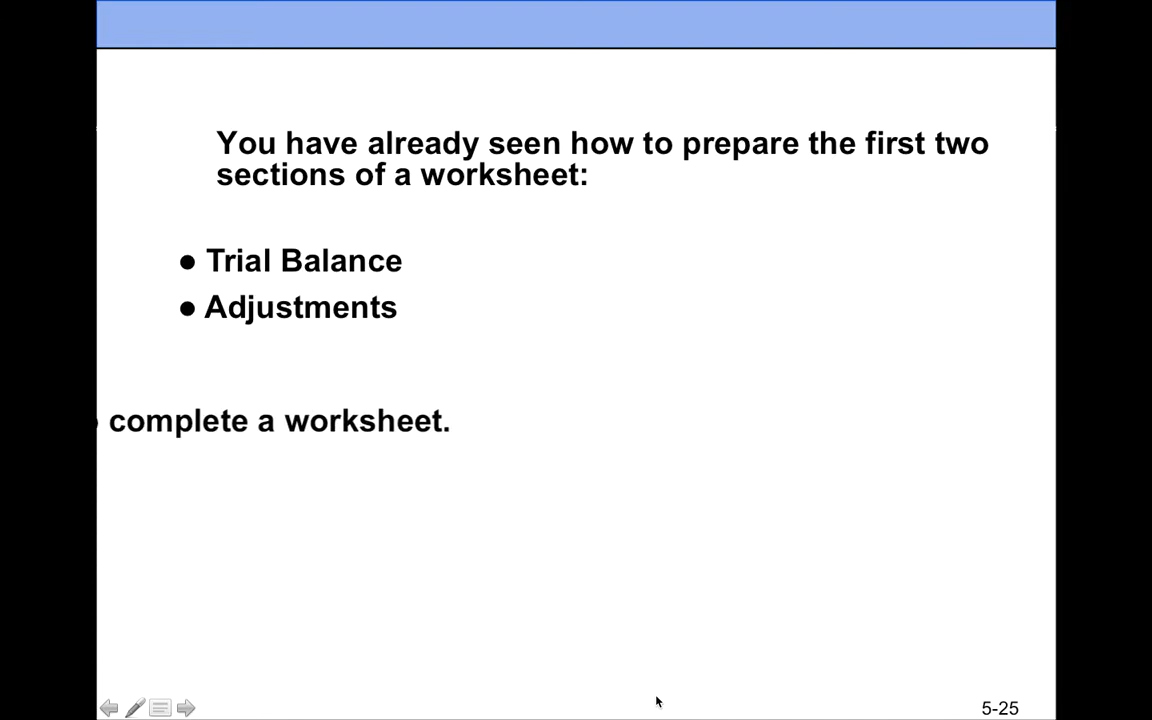 You have already seen how to prepare the first two
sections of a worksheet:
● Trial Balance
● Adjustments
complete a worksheet.
5-25